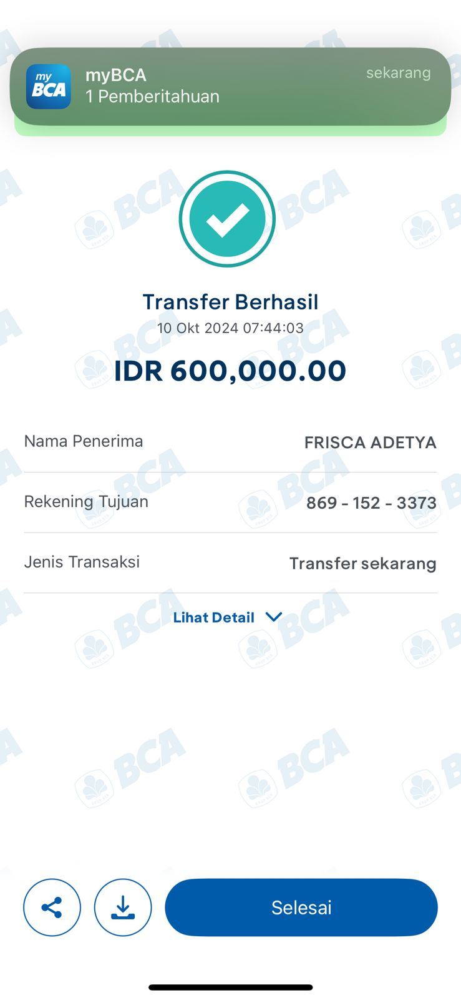 myBCA
sekarang
1 Pemberitahuan
my
BCA
Transfer Berhasil
10 Okt 2024 07:44:03
IDR 600,000.00
Nama Penerima
FRISCA ADETYA
Rekening Tujuan
869 - 152 - 3373
Jenis Transaksi
Transfer sekarang
Lihat Detail
Selesai
BCA